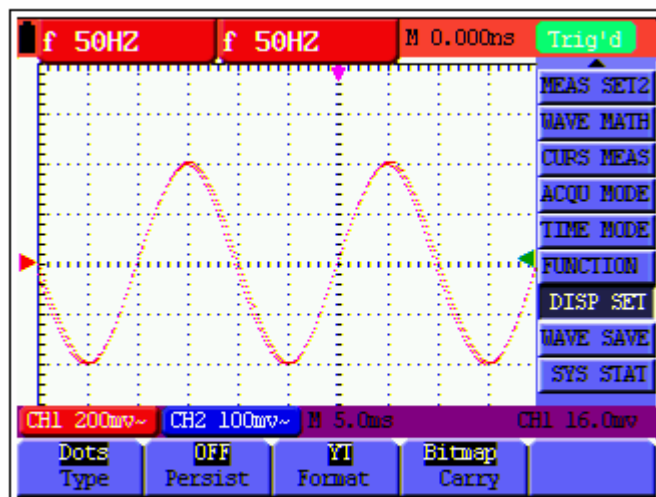 f 50HZ
f 50HZ
M 0.000ns
Trig'd
MEAS SET2
WAVE MATH
CURS MEAS
ACQU MODE
TIME MODE
FUNCTION
DISP SET
WAVE SAVE
SYS STAT
CH1 200mv~
CH2 100mv~
M 5.0ms
CH1 16.0mv
Dots
Type
OFF
Persist
YT
Format
Bitmap
Carry